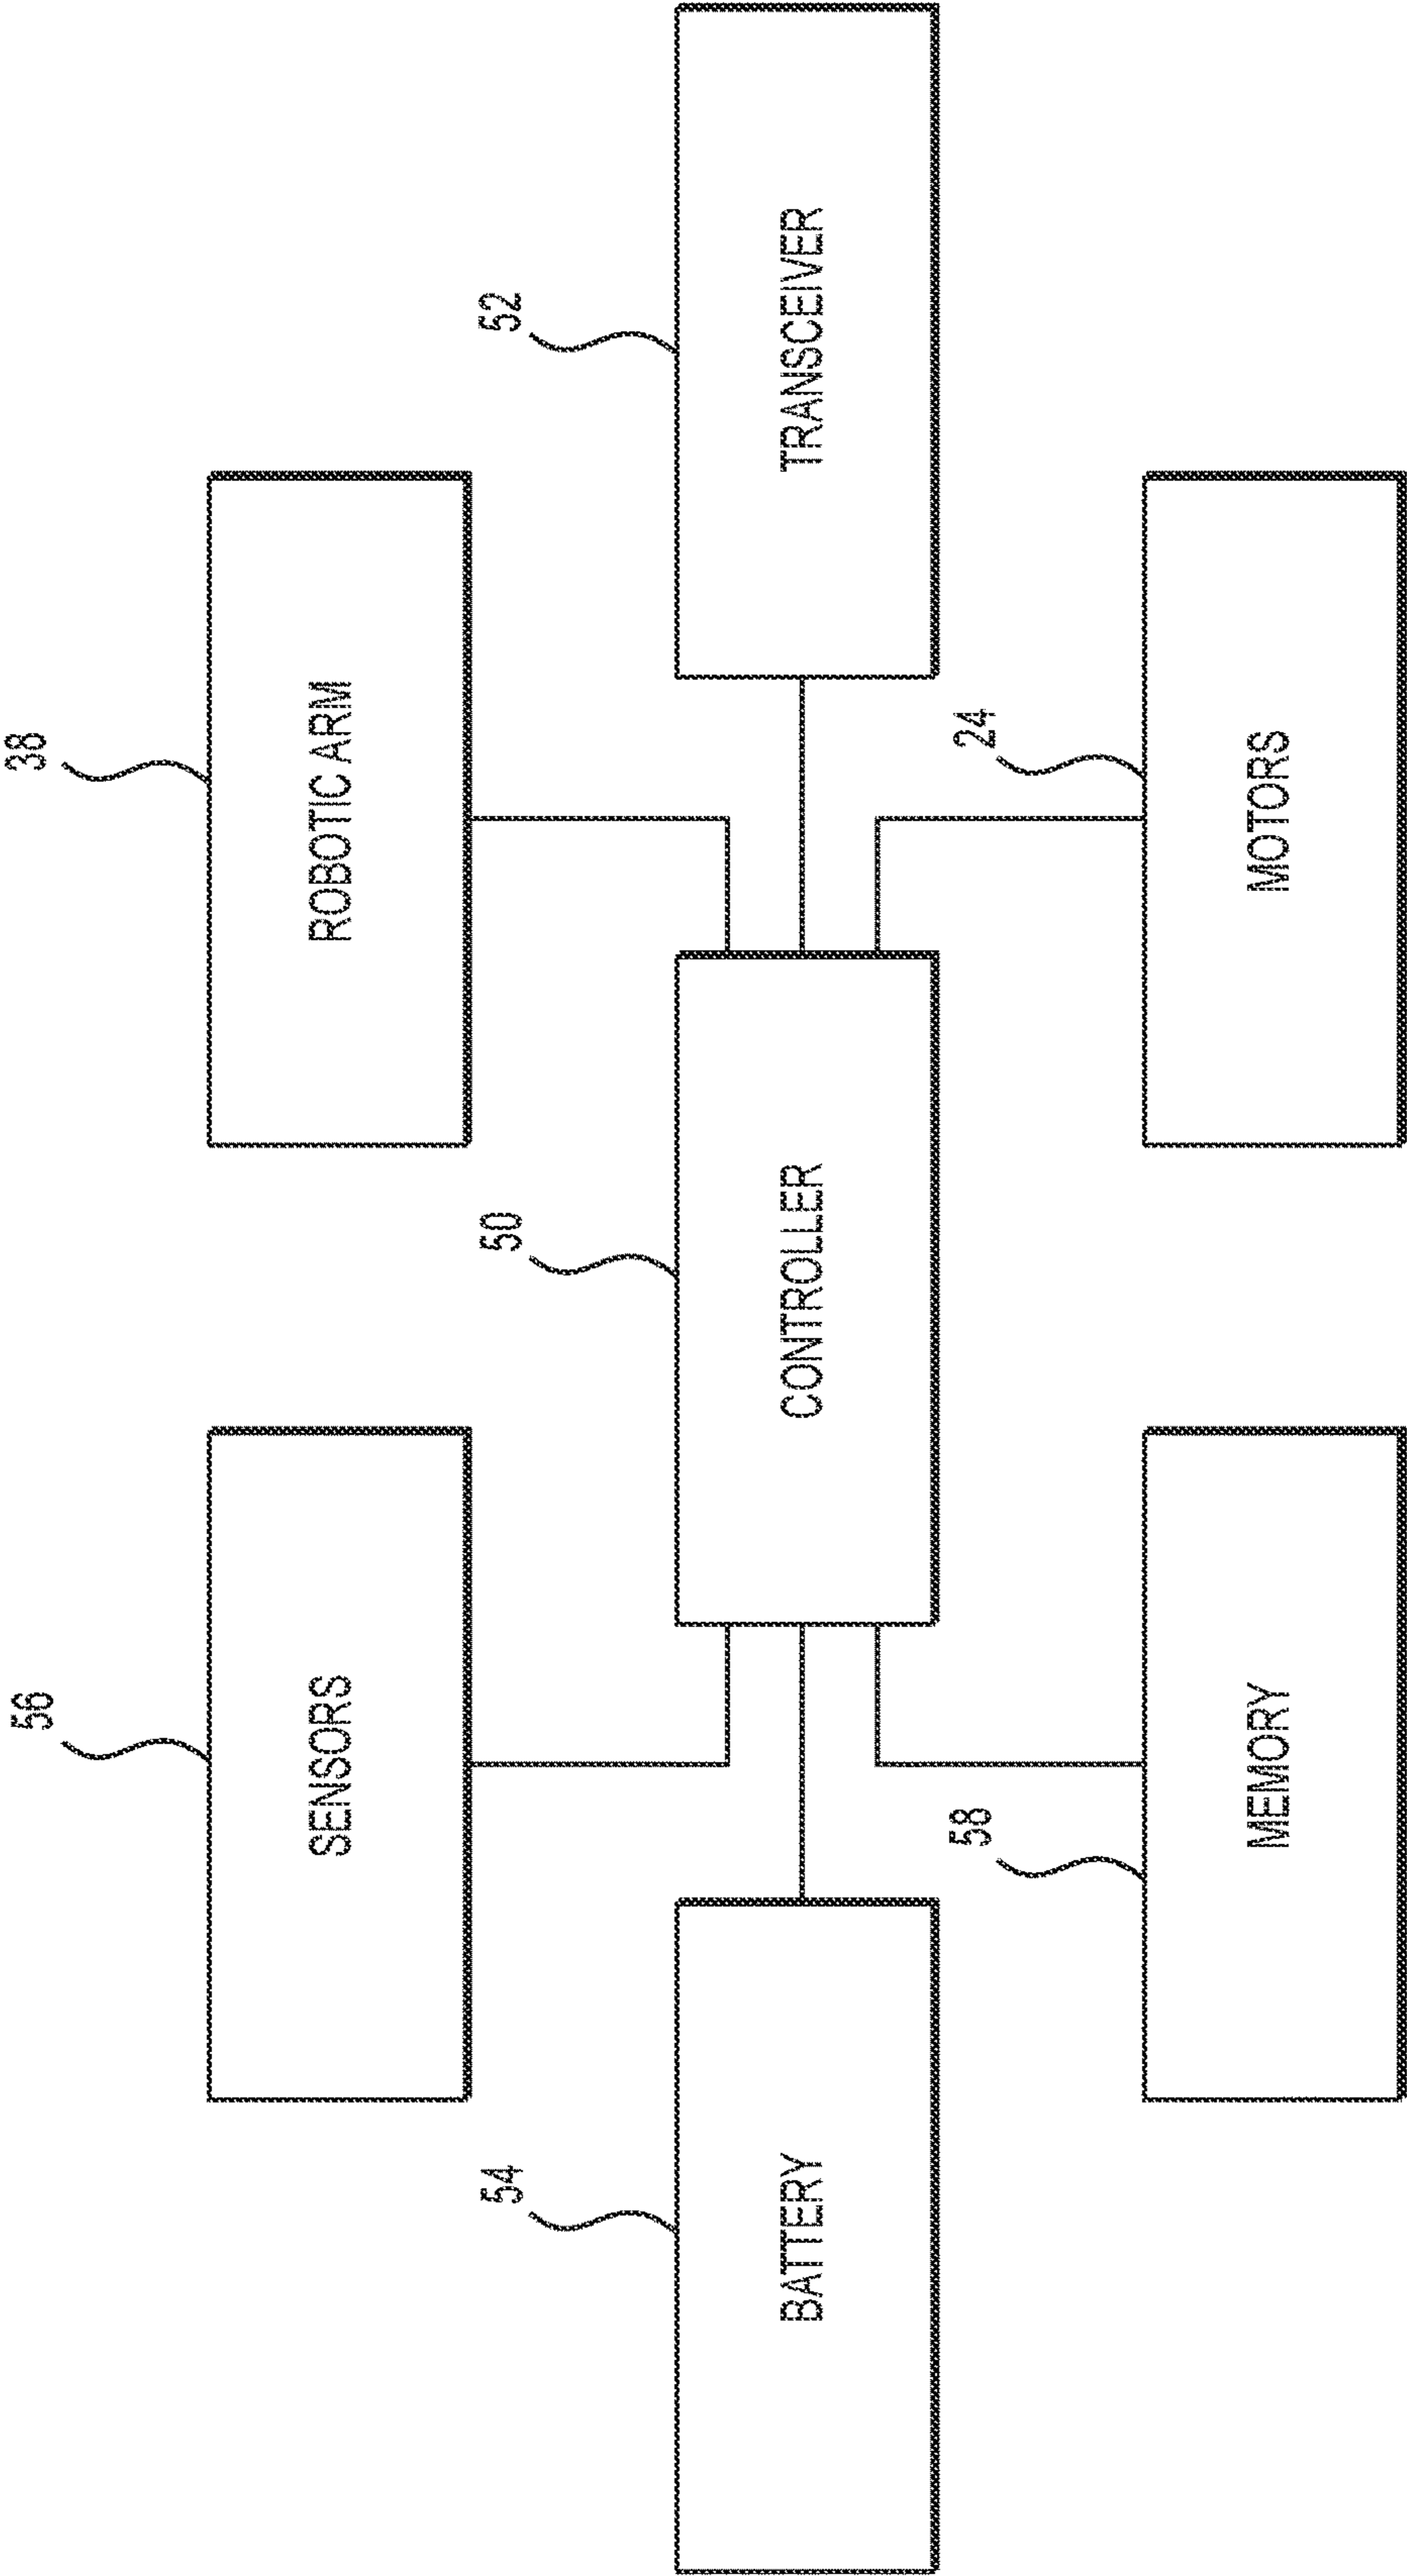 56
SENSORS
38
ROBOTIC ARM
54
BATTERY
50
CONTROLLER
52
TRANSCEIVER
58
MEMORY
24
MOTORS